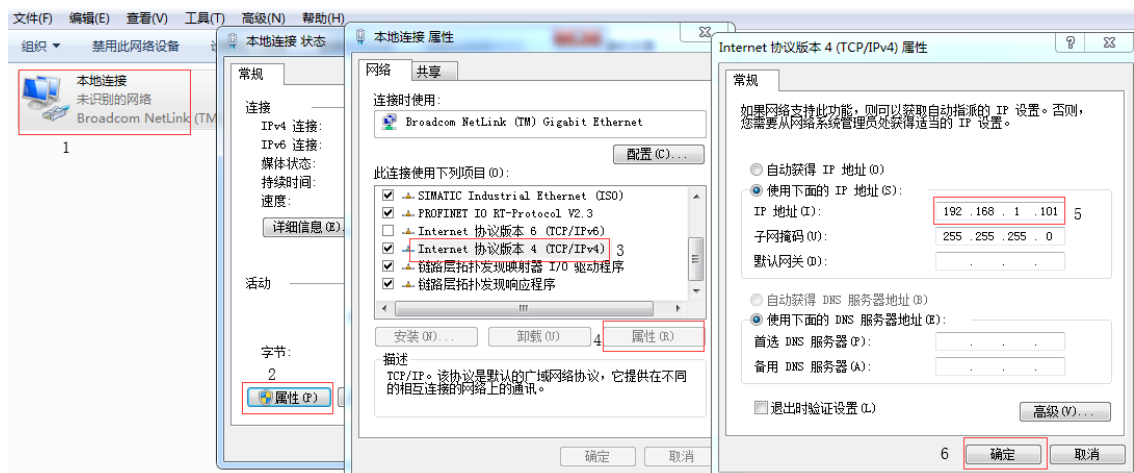 文件(F) 编辑(E) 查看(V) 工具(T) 高级(N) 帮助(H)
组织 禁用此网络设备
本地连接
未识别的网络
Broadcom NetLink (TM
1
本地连接 状态
常规
连接
IPv4 连接:
IPv6 连接:
媒体状态:
持续时间:
速度:
详细信息(E).
活动
字节:
2
属性(P)
本地连接 属性
网络 共享
连接时使用:
Broadcom NetLink (TM) Gigabit Ethernet
配置(C)...
此连接使用下列项目(O):
SIMATIC Industrial Ethernet (ISO)
PROFINET IO RT-Protocol V2.3
Internet 协议版本 6 (TCP/IPv6)
Internet 协议版本 4 (TCP/IPv4) 3
链路层拓扑发现映射器 I/O 驱动程序
链路层拓扑发现响应程序
安装(N)... 卸载(U) 4 属性(R)
描述
TCP/IP。该协议是默认的广域网络协议，它提供在不同
的相互连接的网络上的通讯。
确定 取消
Internet 协议版本 4 (TCP/IPv4) 属性
常规
如果网络支持此功能，则可以获取自动指派的 IP 设置。否则，
您需要从网络系统管理员处获得适当的 IP 设置。
自动获得 IP 地址(O)
使用下面的 IP 地址(S):
IP 地址(I): 192 .168 . 1 .101 5
子网掩码(U): 255 .255 .255 . 0
默认网关(D): . . .
自动获得 DNS 服务器地址(B)
使用下面的 DNS 服务器地址(E):
首选 DNS 服务器(P): . . .
备用 DNS 服务器(A): . . .
退出时验证设置(L) 高级(V)...
6 确定 取消